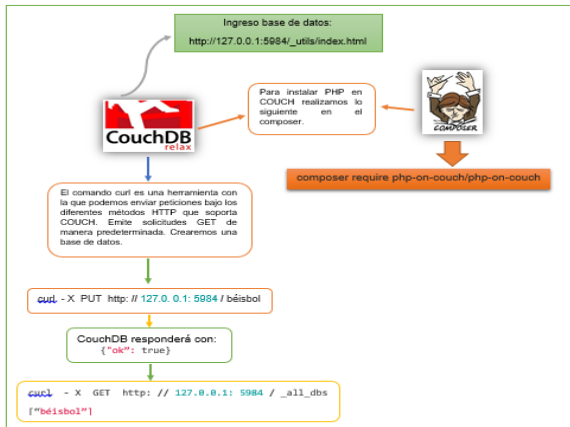 Ingreso base de datos:
http://127.0.0.1:5984/_utils/index.html
Para instalar PHP en
COUCH realizamos lo
siguiente en el
composer.
CouchDB
relax
COMPOSER
composer require php-on-couch/php-on-couch
El comando curl es una herramienta con
la que podemos enviar peticiones bajo los
diferentes métodos HTTP que soporta
COUCH. Emite solicitudes GET de
manera predeterminada. Crearemos una
base de datos.
curl - X PUT http: // 127.0. 0.1: 5984 / béisbol
CouchDB responderá con:
{"ok": true}
curl - X GET http: // 127.0.0.1: 5984 / _all_dbs
["béisbol"]